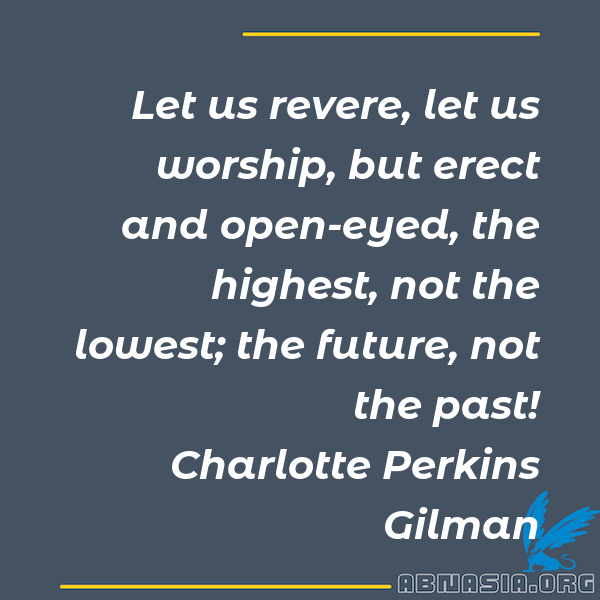 Let us revere, let us
worship, but erect
and open-eyed, the
highest, not the
lowest; the future, not
the past!
Charlotte Perkins
Gilman
ABNASIA.ORG